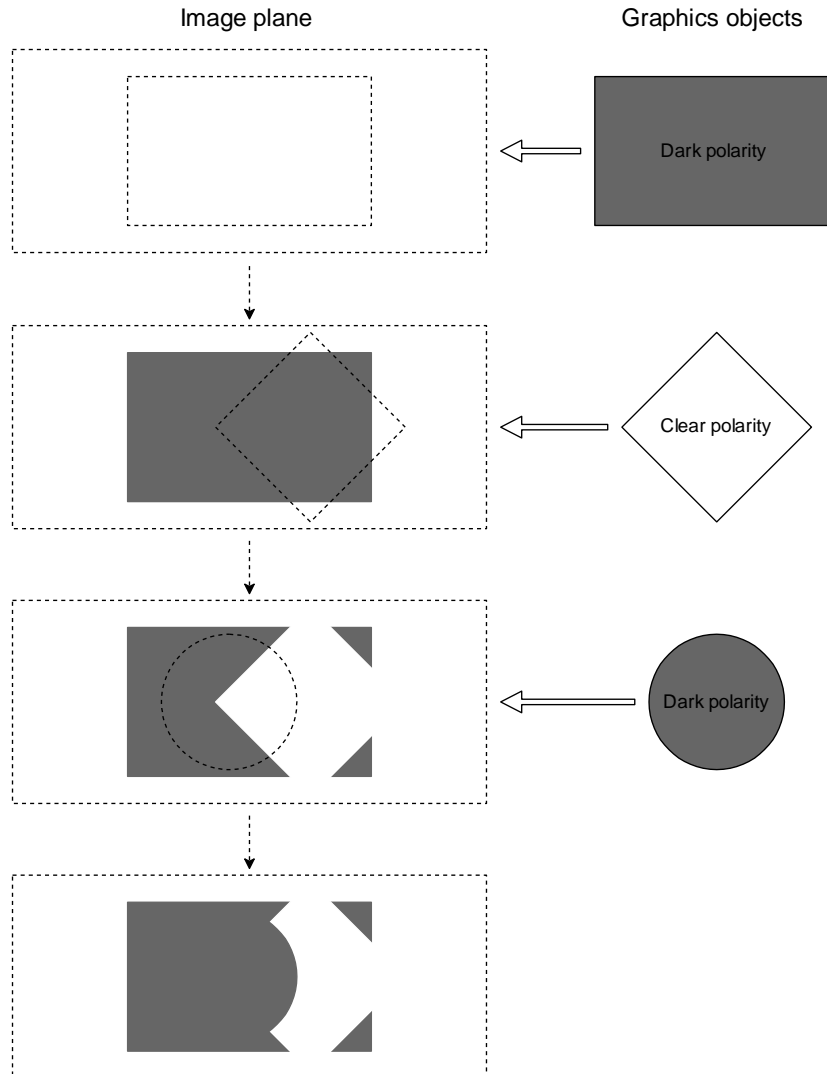 Image plane
Graphics objects
Dark polarity
Clear polarity
Dark polarity